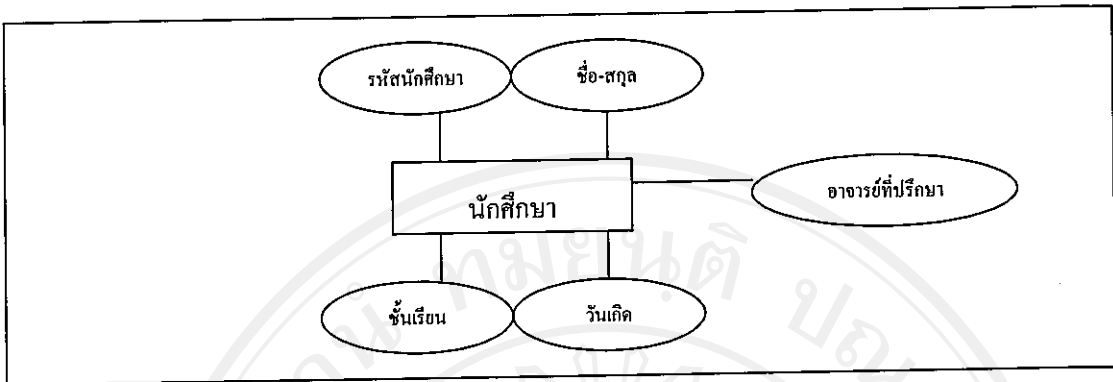 รหัสนักศึกษา
ชื่อ-สกุล
อาจารย์ที่ปรึกษา
นักศึกษา
ชั้นเรียน
วันเกิด